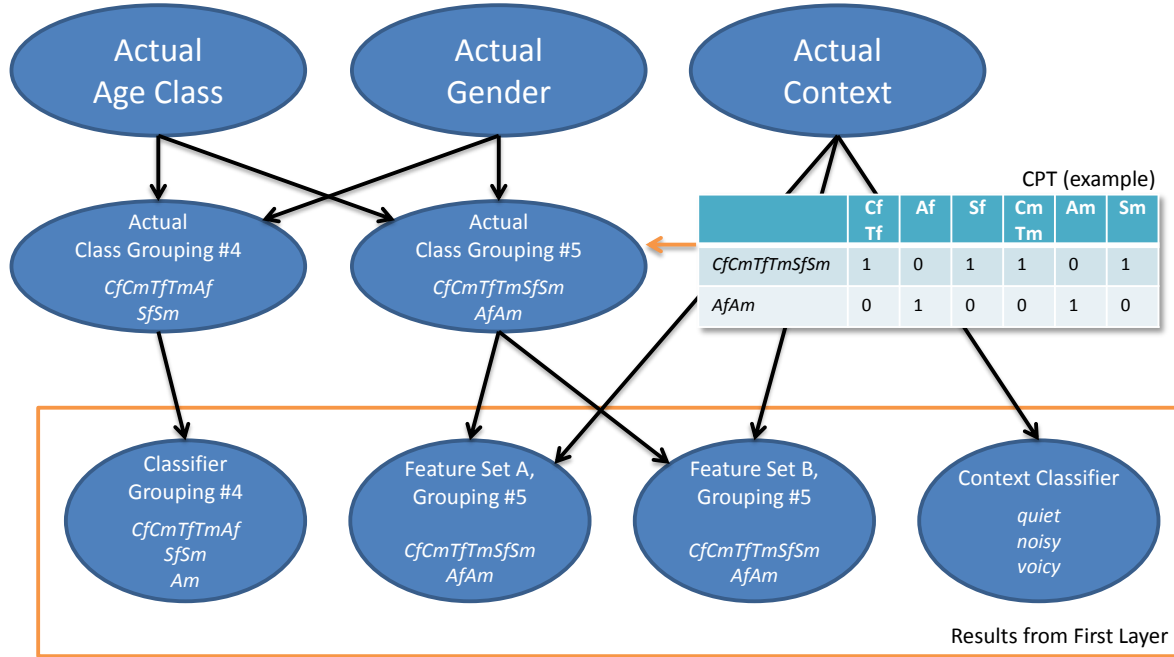 Actual
Age Class
Actual
Gender
Actual
Context
CPT (example)
Cf Af Sf Cm Am Sm
Tf Tm
CfCmTfTmSfSm 1 0 1 1 0 1
AfAm 0 1 0 0 1 0
Actual
Class Grouping #4
CfCmTfTmAf
SfSm
Actual
Class Grouping #5
CfCmTfTmSfSm
AfAm
Classifier
Grouping #4
CfCmTfTmAf
SfSm
Am
Feature Set A,
Grouping #5
CfCmTfTmSfSm
AfAm
Feature Set B,
Grouping #5
CfCmTfTmSfSm
AfAm
Context Classifier
quiet
noisy
voicy
Results from First Layer